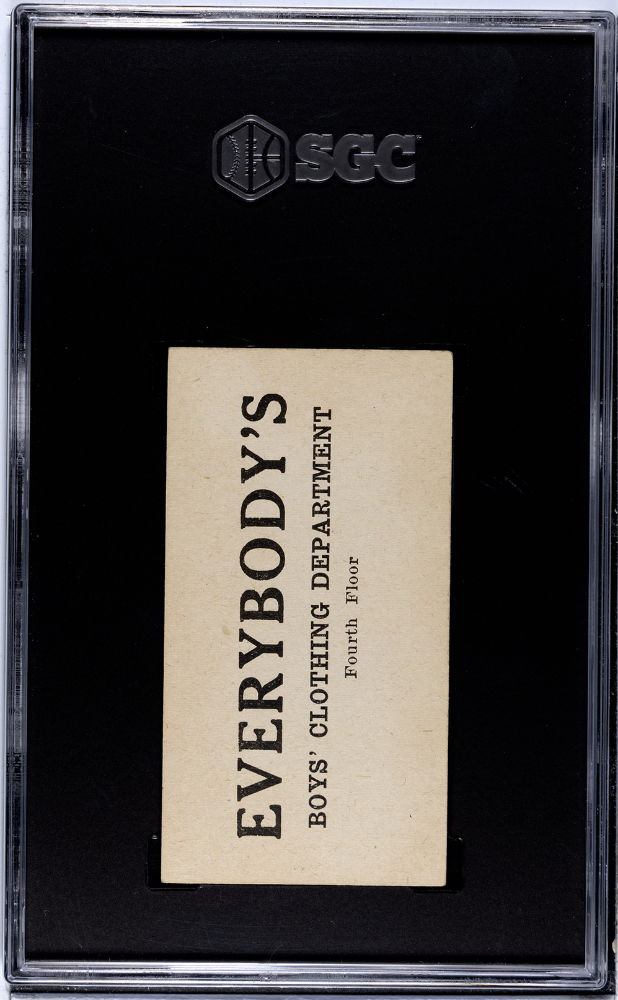 SGC
EVERYBODY'S
BOYS' CLOTHING DEPARTMENT
Fourth Floor